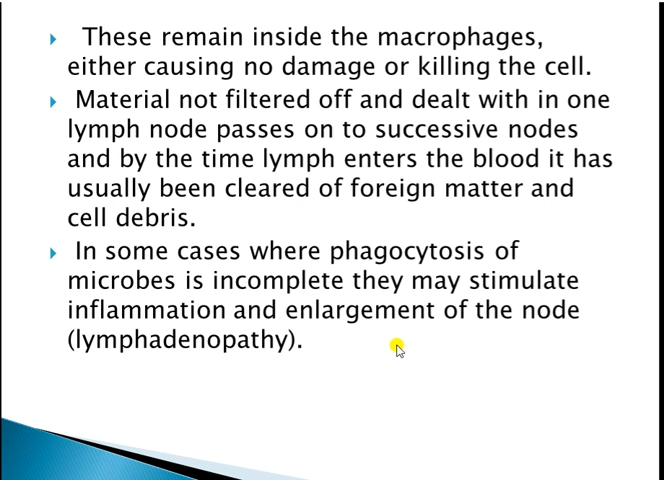 These remain inside the macrophages,
either causing no damage or killing the cell.
Material not filtered off and dealt with in one
lymph node passes on to successive nodes
and by the time lymph enters the blood it has
usually been cleared of foreign matter and
cell debris.
In some cases where phagocytosis of
microbes is incomplete they may stimulate
inflammation and enlargement of the node
(lymphadenopathy).